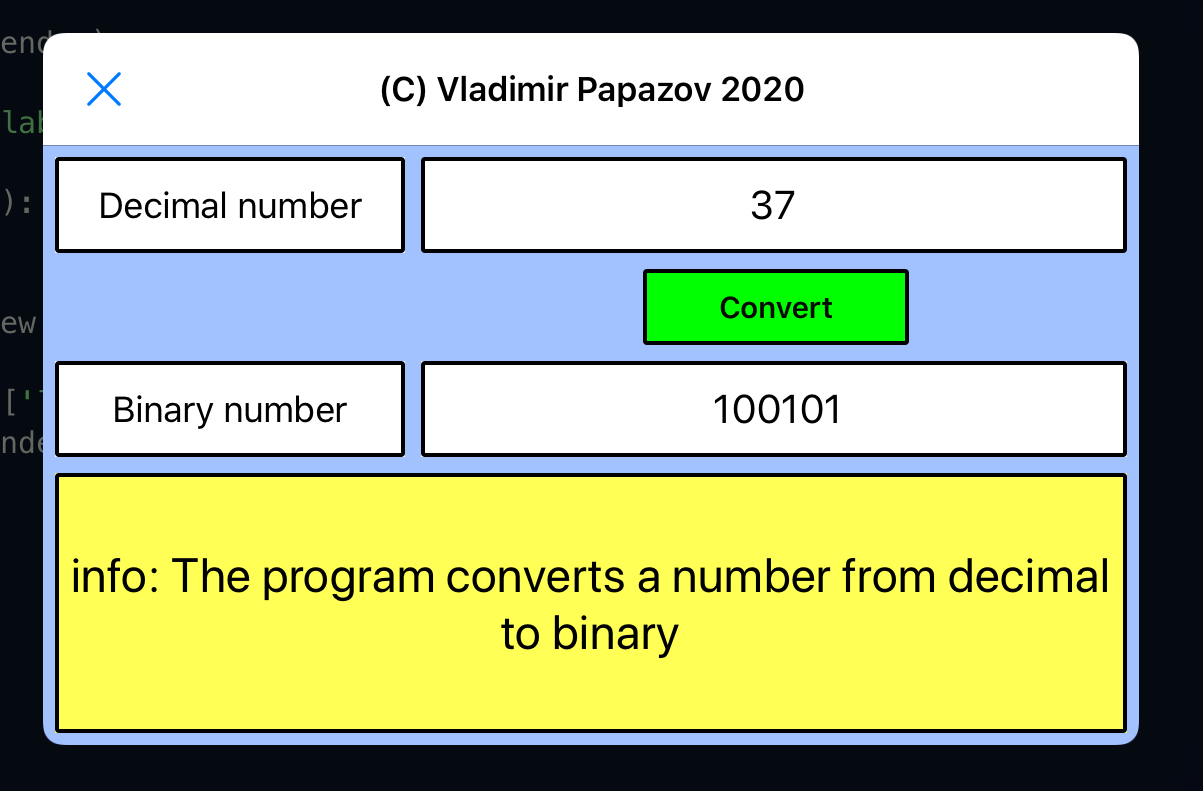 ende
(C) Vladimir Papazov 2020
lab
):
Decimal number 37
Convert
ew
Binary number 100101
['
nde
info: The program converts a number from decimal
to binary